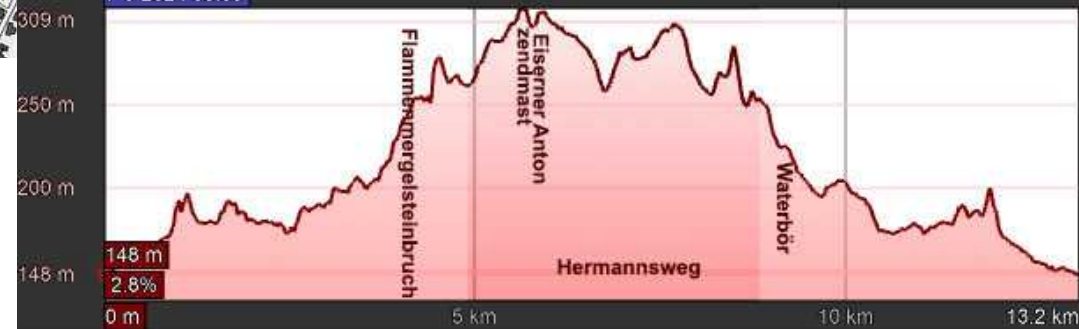 309 m
250 m
200 m
148 m
148 m
2.8%
0 m
5 km
10 km
13.2 km
Flammenmergelsteinbruch
Eiserner Anton
zendmast
Hermannsweg
Waterbör